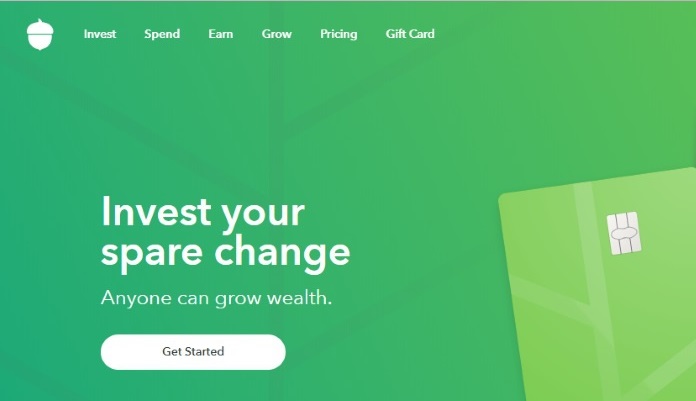 Invest Spend Earn Grow Pricing Gift Card
Invest your
spare change
Anyone can grow wealth.
Get Started